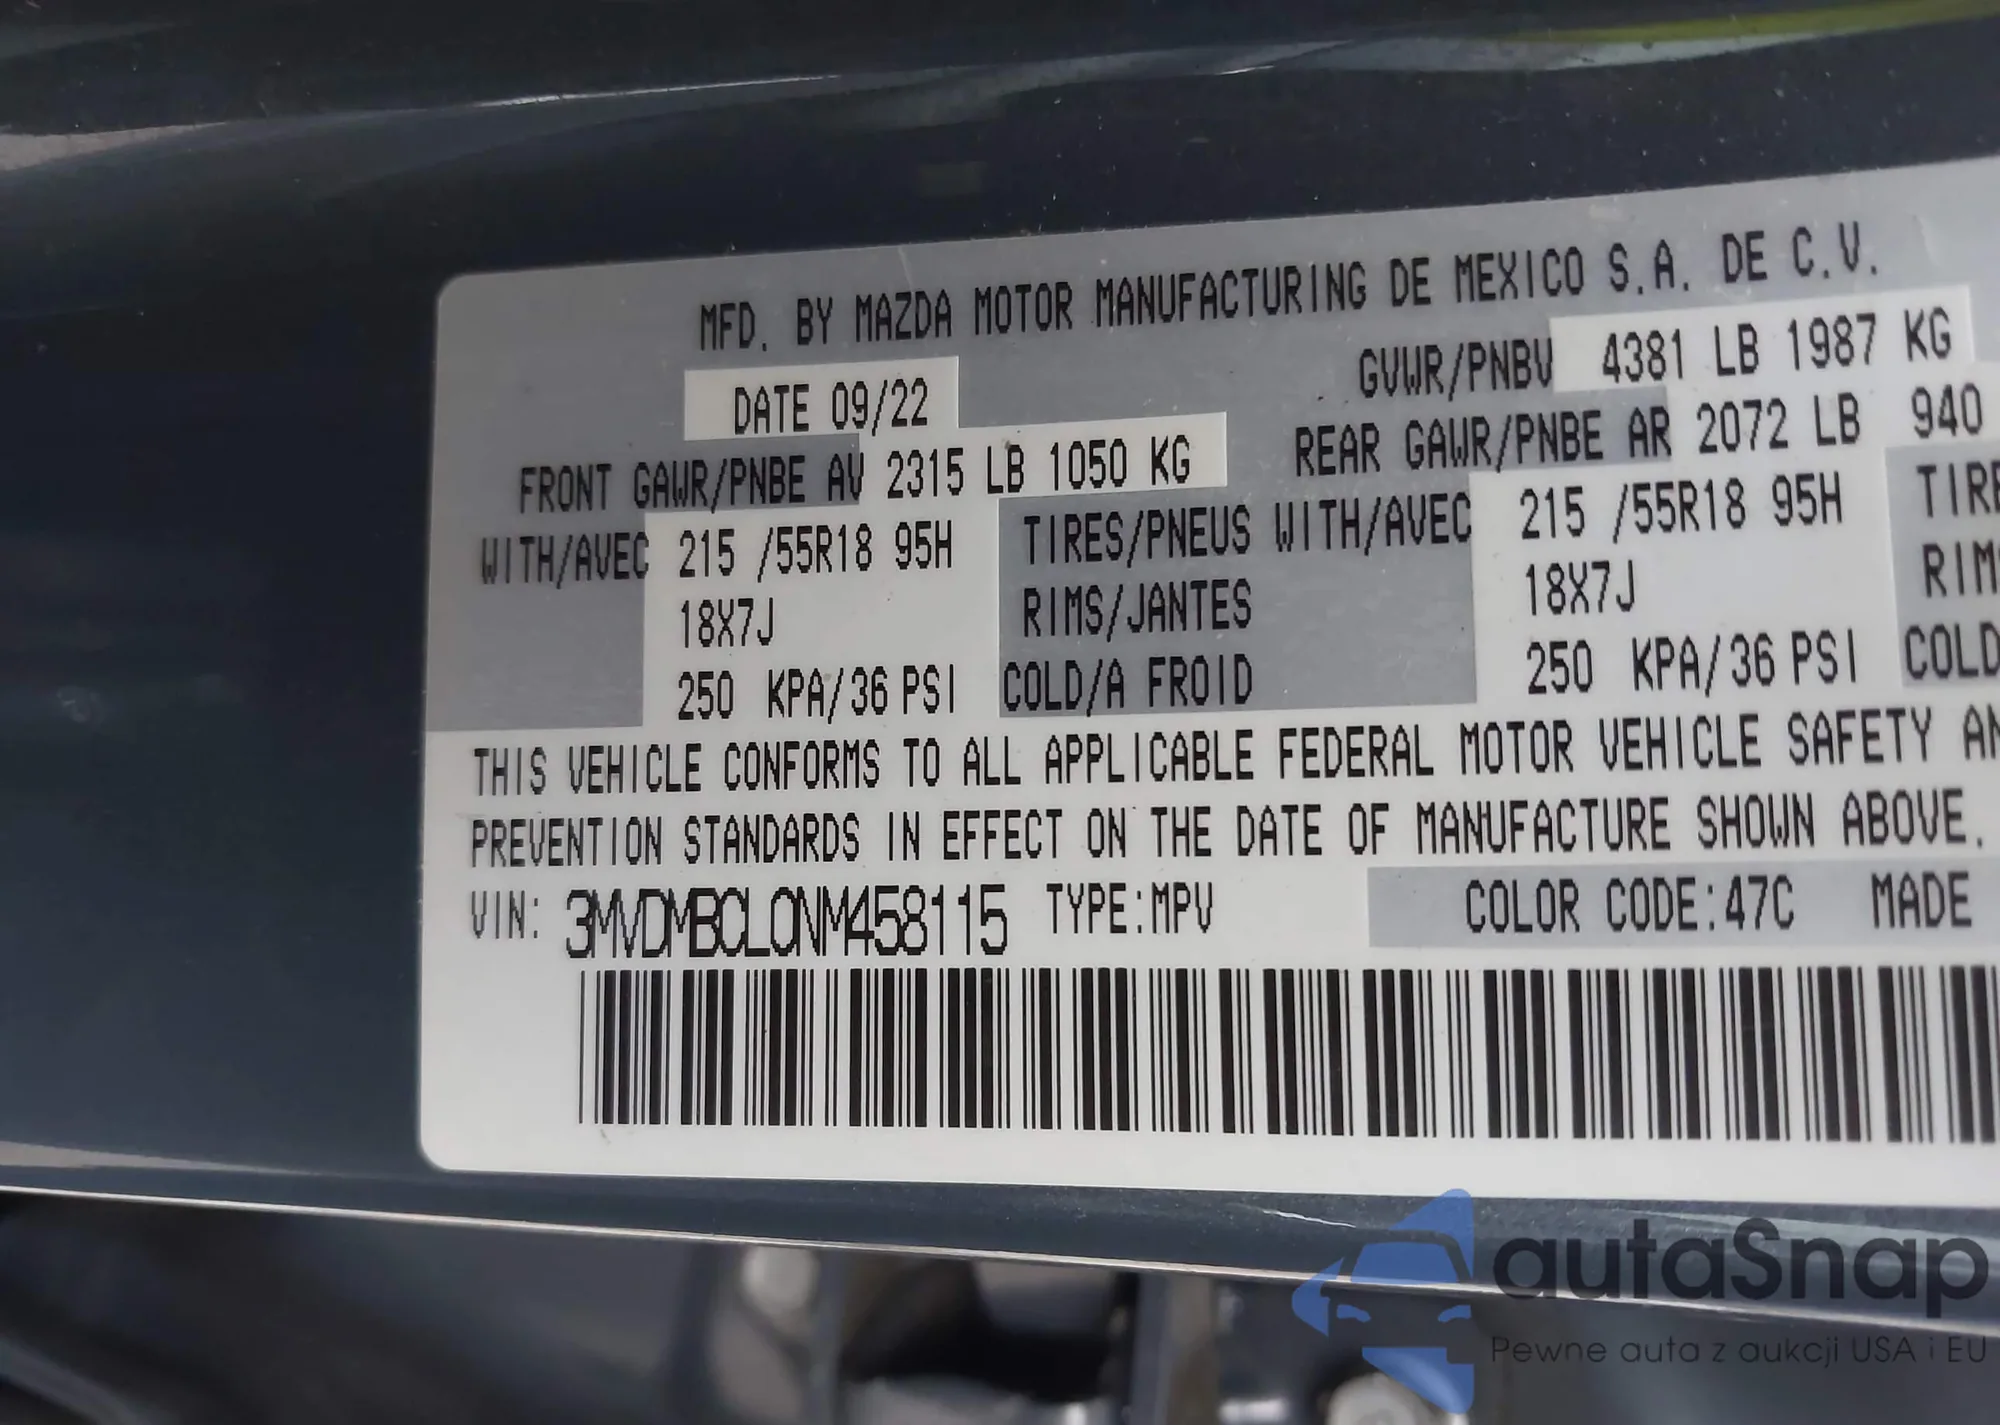 MFD. BY MAZDA MOTOR MANUFACTURING DE MEXICO S.A. DE C.V.
DATE 09/22 GVWR/PNBV 4381 LB 1987 KG
FRONT GAWR/PNBE AV 2315 LB 1050 KG REAR GAWR/PNBE AR 2072 LB 940
WITH/AVEC 215 /55R18 95H TIRES/PNEUS WITH/AVEC 215 /55R18 95H TIRE
18X7J RIMS/JANTES 18X7J RIMS
250 KPA/36 PSI COLD/A FROID 250 KPA/36 PSI COLD
THIS VEHICLE CONFORMS TO ALL APPLICABLE FEDERAL MOTOR VEHICLE SAFETY AN
PREVENTION STANDARDS IN EFFECT ON THE DATE OF MANUFACTURE SHOWN ABOVE.
VIN: 3MVDMBCL0NM458115 TYPE:MPV COLOR CODE:47C MADE
autaSnap
Pewne auta z aukcji USA i EU